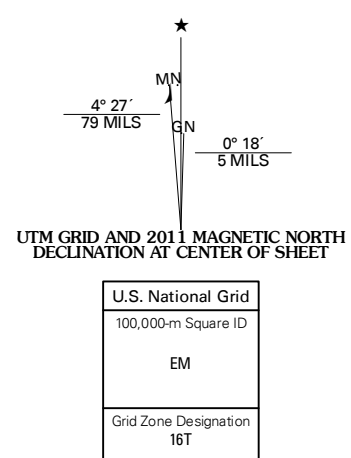 ★
MN
4° 27´
79 MILS
GN
0° 18´
5 MILS
UTM GRID AND 2011 MAGNETIC NORTH
DECLINATION AT CENTER OF SHEET
U.S. National Grid
100,000-m Square ID
EM
Grid Zone Designation
16T